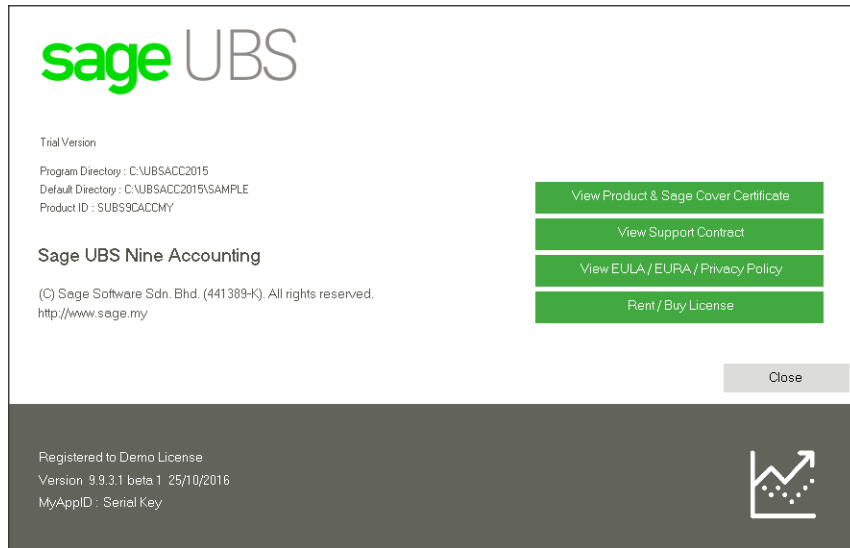 sage UBS
Trial Version
Program Directory : C:\UBSACC2015
Default Directory : C:\UBSACC2015\SAMPLE
Product ID : SUBS9CACCMY
Sage UBS Nine Accounting
(C) Sage Software Sdn. Bhd. (441389-K). All rights reserved.
http://www.sage.my
View Product & Sage Cover Certificate
View Support Contract
View EULA / EURA / Privacy Policy
Rent / Buy License
Close
Registered to Demo License
Version 9.9.3.1 beta 1 25/10/2016
MyAppID : Serial Key